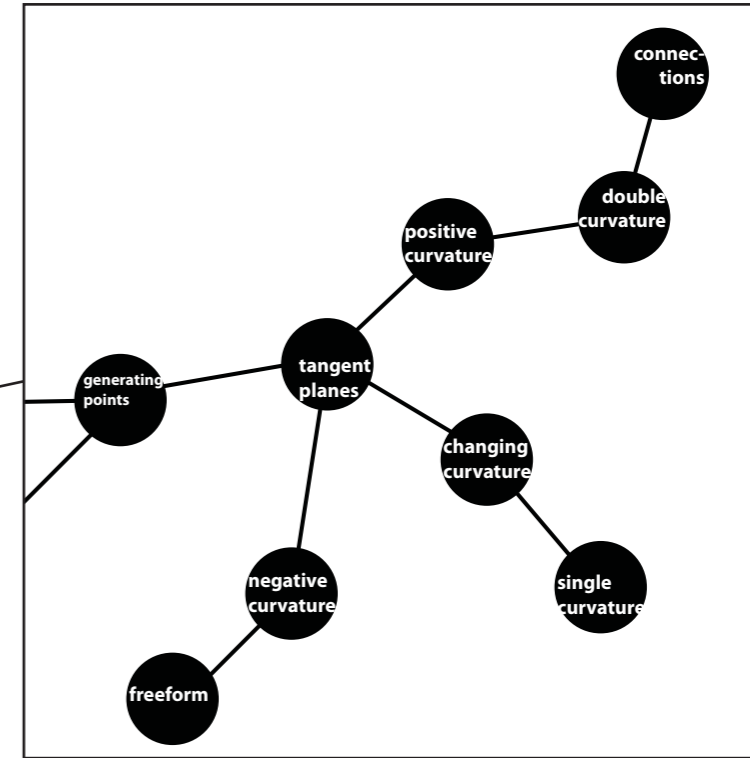 connec-
tions
double
curvature
positive
curvature
tangent
planes
generating
points
changing
curvature
negative
curvature
single
curvature
freeform